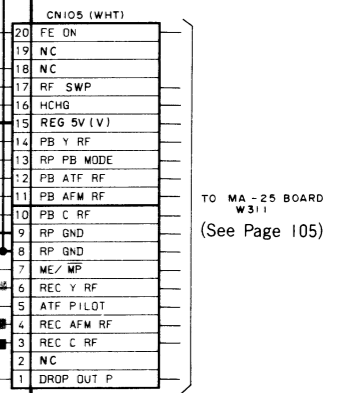 CN105 (WHT)
20 FE ON
19 NC
18 NC
17 RF SWP
16 HCHG
15 REG 5V (V)
14 PB Y RF
13 RP PB MODE
12 PB ATF RF
11 PB AFM RF
10 PB C RF
9 RP GND
8 RP GND
7 ME/ M̅P̅
6 REC Y RF
5 ATF PILOT
4 REC AFM RF
3 REC C RF
2 NC
1 DROP OUT P
TO MA-25 BOARD
W311
(See Page 105)